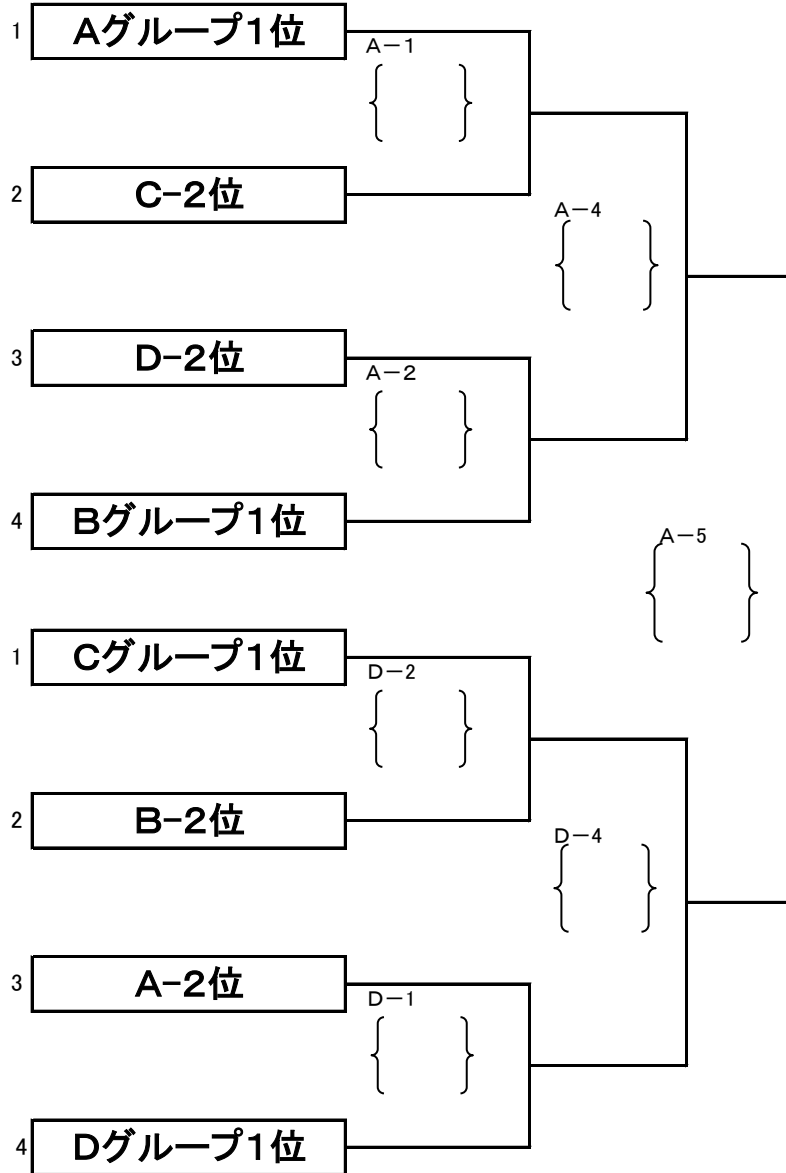 1 Aグループ1位
A-1
2 C-2位
A-4
3 D-2位
A-2
4 Bグループ1位
A-5
1 Cグループ1位
D-2
2 B-2位
D-4
3 A-2位
D-1
4 Dグループ1位